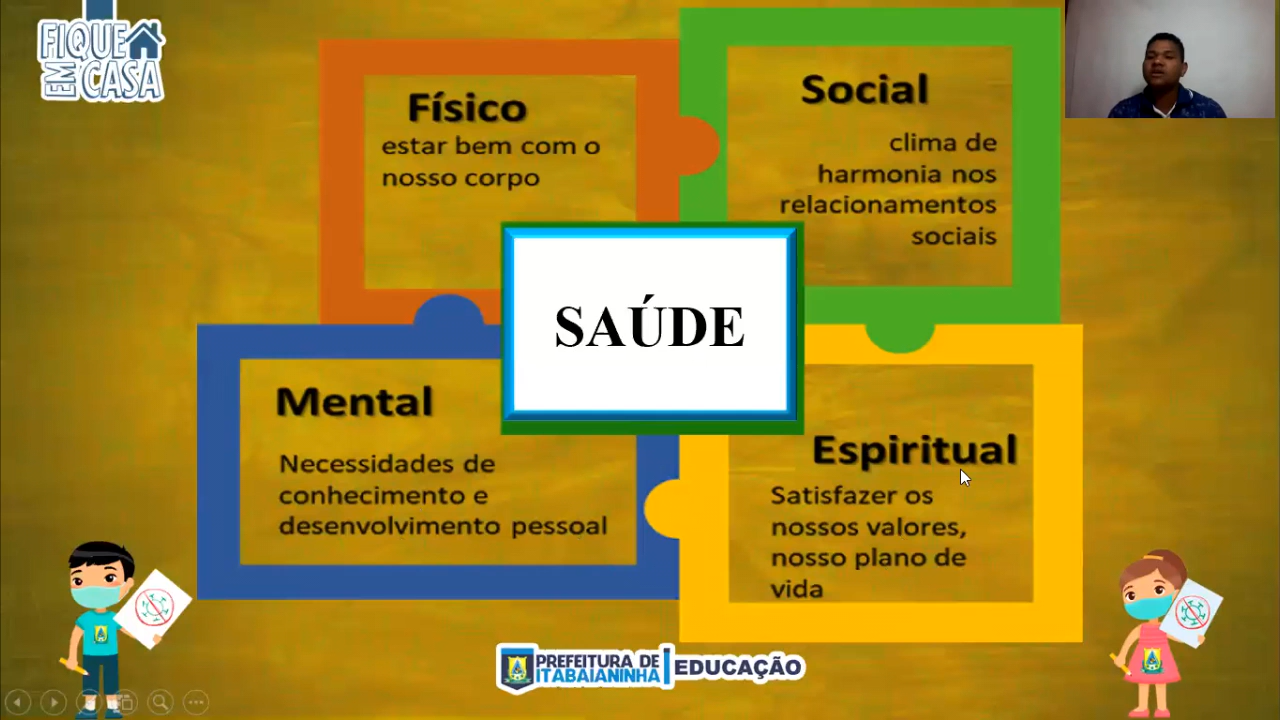 FIQUE
EM CASA
Físico
estar bem com o
nosso corpo
Social
clima de
harmonia nos
relacionamentos
sociais
SAÚDE
Mental
Necessidades de
conhecimento e
desenvolvimento pessoal
Espiritual
Satisfazer os
nossos valores,
nosso plano de
vida
PREFEITURA DE
ITABAIANINHA
EDUCAÇÃO